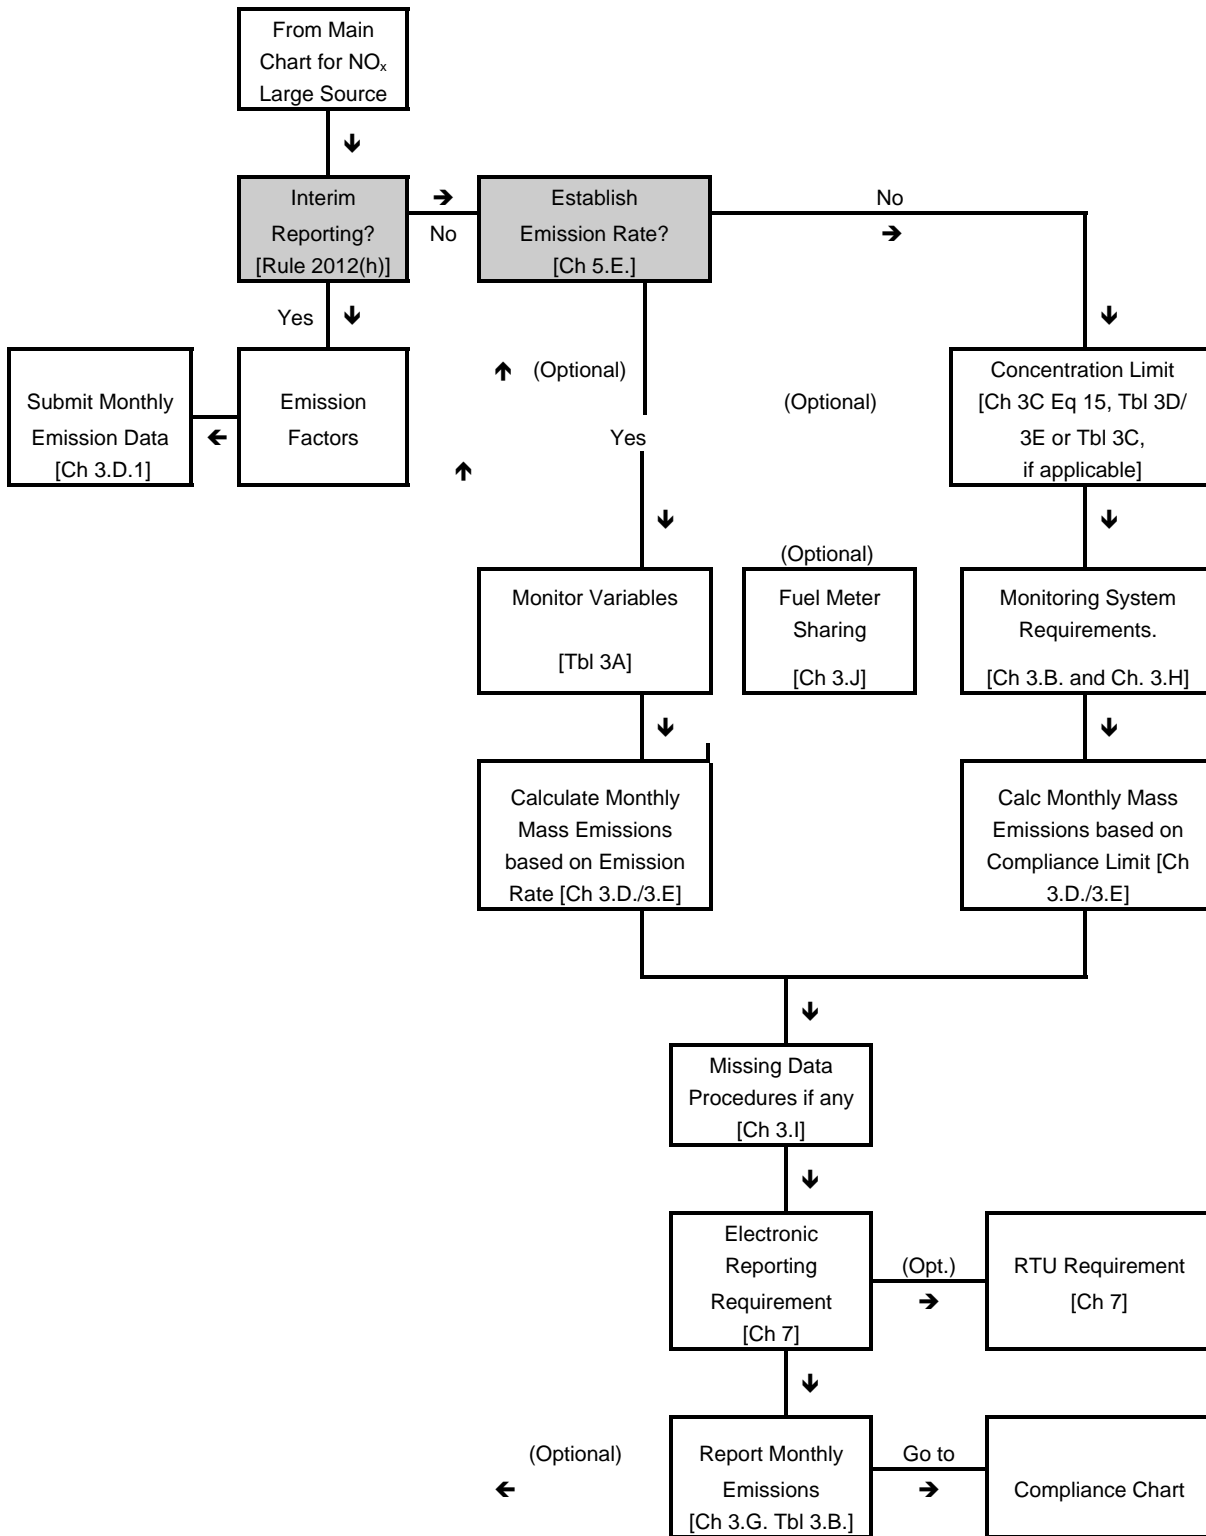 From Main
Chart for NOₓ
Large Source
Interim
Reporting?
[Rule 2012(h)]
No
Establish
Emission Rate?
[Ch 5.E.]
No
Yes
Submit Monthly
Emission Data
[Ch 3.D.1]
Emission
Factors
(Optional)
Yes
(Optional)
Concentration Limit
[Ch 3C Eq 15, Tbl 3D/
3E or Tbl 3C,
if applicable]
Monitor Variables
[Tbl 3A]
(Optional)
Fuel Meter
Sharing
[Ch 3.J]
Monitoring System
Requirements.
[Ch 3.B. and Ch. 3.H]
Calculate Monthly
Mass Emissions
based on Emission
Rate [Ch 3.D./3.E]
Calc Monthly Mass
Emissions based on
Compliance Limit [Ch
3.D./3.E]
Missing Data
Procedures if any
[Ch 3.I]
Electronic
Reporting
Requirement
[Ch 7]
(Opt.)
RTU Requirement
[Ch 7]
(Optional)
Report Monthly
Emissions
[Ch 3.G. Tbl 3.B.]
Go to
Compliance Chart